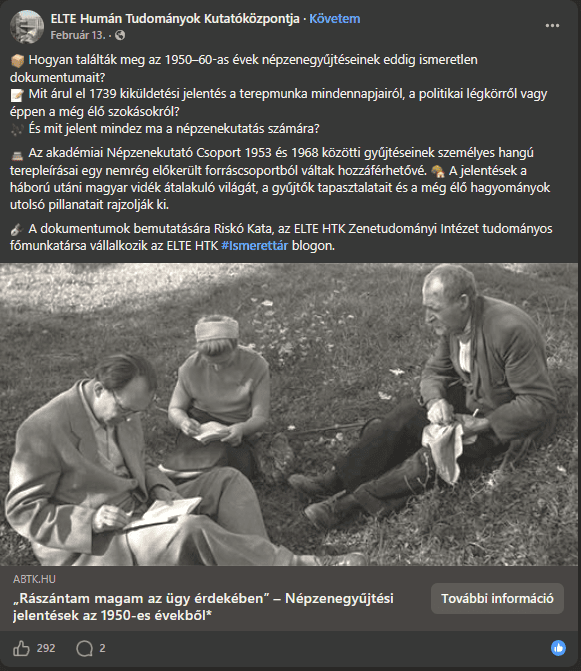 ELTE Humán Tudományok Kutatóközpontja · Követem
Február 13. ·
Hogyan találták meg az 1950–60-as évek népzenegyűjtéseinek eddig ismeretlen
dokumentumait?
Mit árul el 1739 kiküldetési jelentés a terepmunka mindennapjairól, a politikai légkörről vagy
éppen a még élő szokásokról?
És mit jelent mindez ma a népzenekutatás számára?
Az akadémiai Népzenekutató Csoport 1953 és 1968 közötti gyűjtéseinek személyes hangú
terepleírásai egy nemrég előkerült forráscsoportból váltak hozzáférhetővé. A jelentések a
háború utáni magyar vidék átalakuló világát, a gyűjtők tapasztalatait és a még élő hagyományok
utolsó pillanatait rajzolják ki.
A dokumentumok bemutatására Riskó Kata, az ELTE HTK Zenetudományi Intézet tudományos
főmunkatársa vállalkozik az ELTE HTK #Ismerettár blogon.
ABTK.HU
„Rászántam magam az ügy érdekében” – Népzenegyűjtési
jelentések az 1950-es évekből*
További információ
292
2